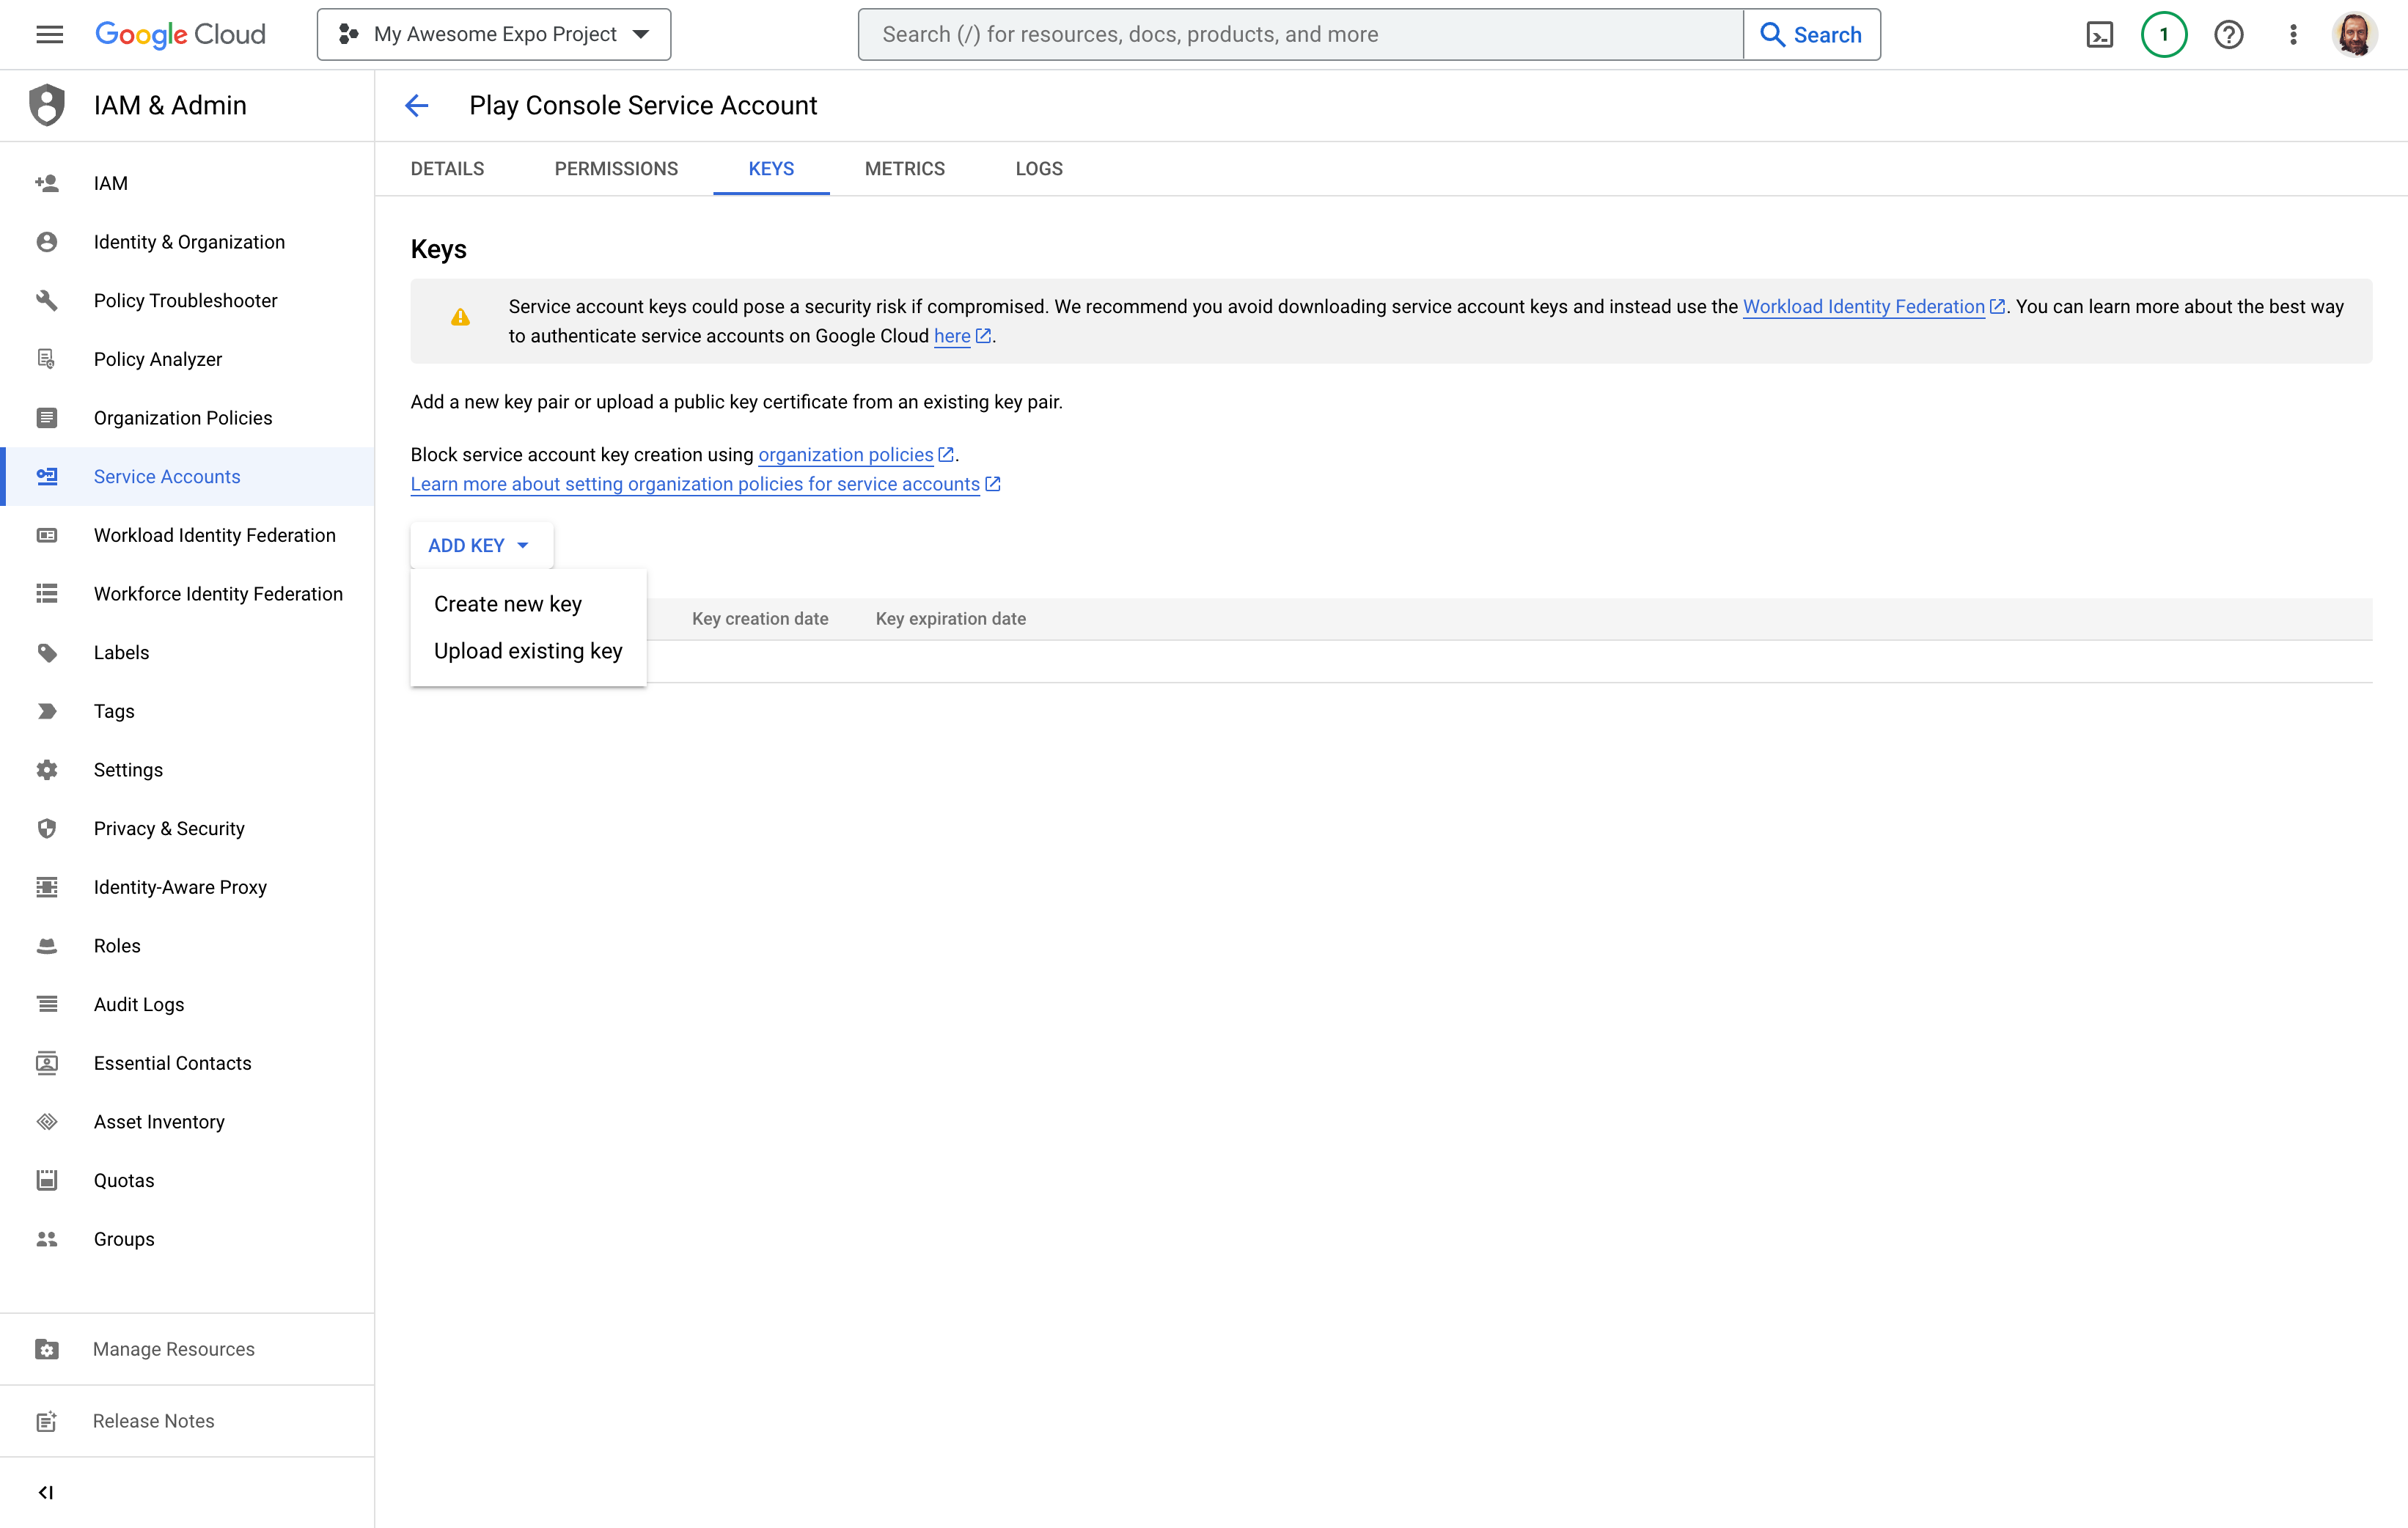 Google Cloud
My Awesome Expo Project
Search (/) for resources, docs, products, and more
Search
1
IAM & Admin
Play Console Service Account
DETAILS
PERMISSIONS
KEYS
METRICS
LOGS
IAM
Identity & Organization
Policy Troubleshooter
Policy Analyzer
Organization Policies
Service Accounts
Workload Identity Federation
Workforce Identity Federation
Labels
Tags
Settings
Privacy & Security
Identity-Aware Proxy
Roles
Audit Logs
Essential Contacts
Asset Inventory
Quotas
Groups
Manage Resources
Release Notes
Keys
Service account keys could pose a security risk if compromised. We recommend you avoid downloading service account keys and instead use the Workload Identity Federation. You can learn more about the best way
to authenticate service accounts on Google Cloud here.
Add a new key pair or upload a public key certificate from an existing key pair.
Block service account key creation using organization policies.
Learn more about setting organization policies for service accounts
ADD KEY
Create new key
Upload existing key
Key creation date
Key expiration date